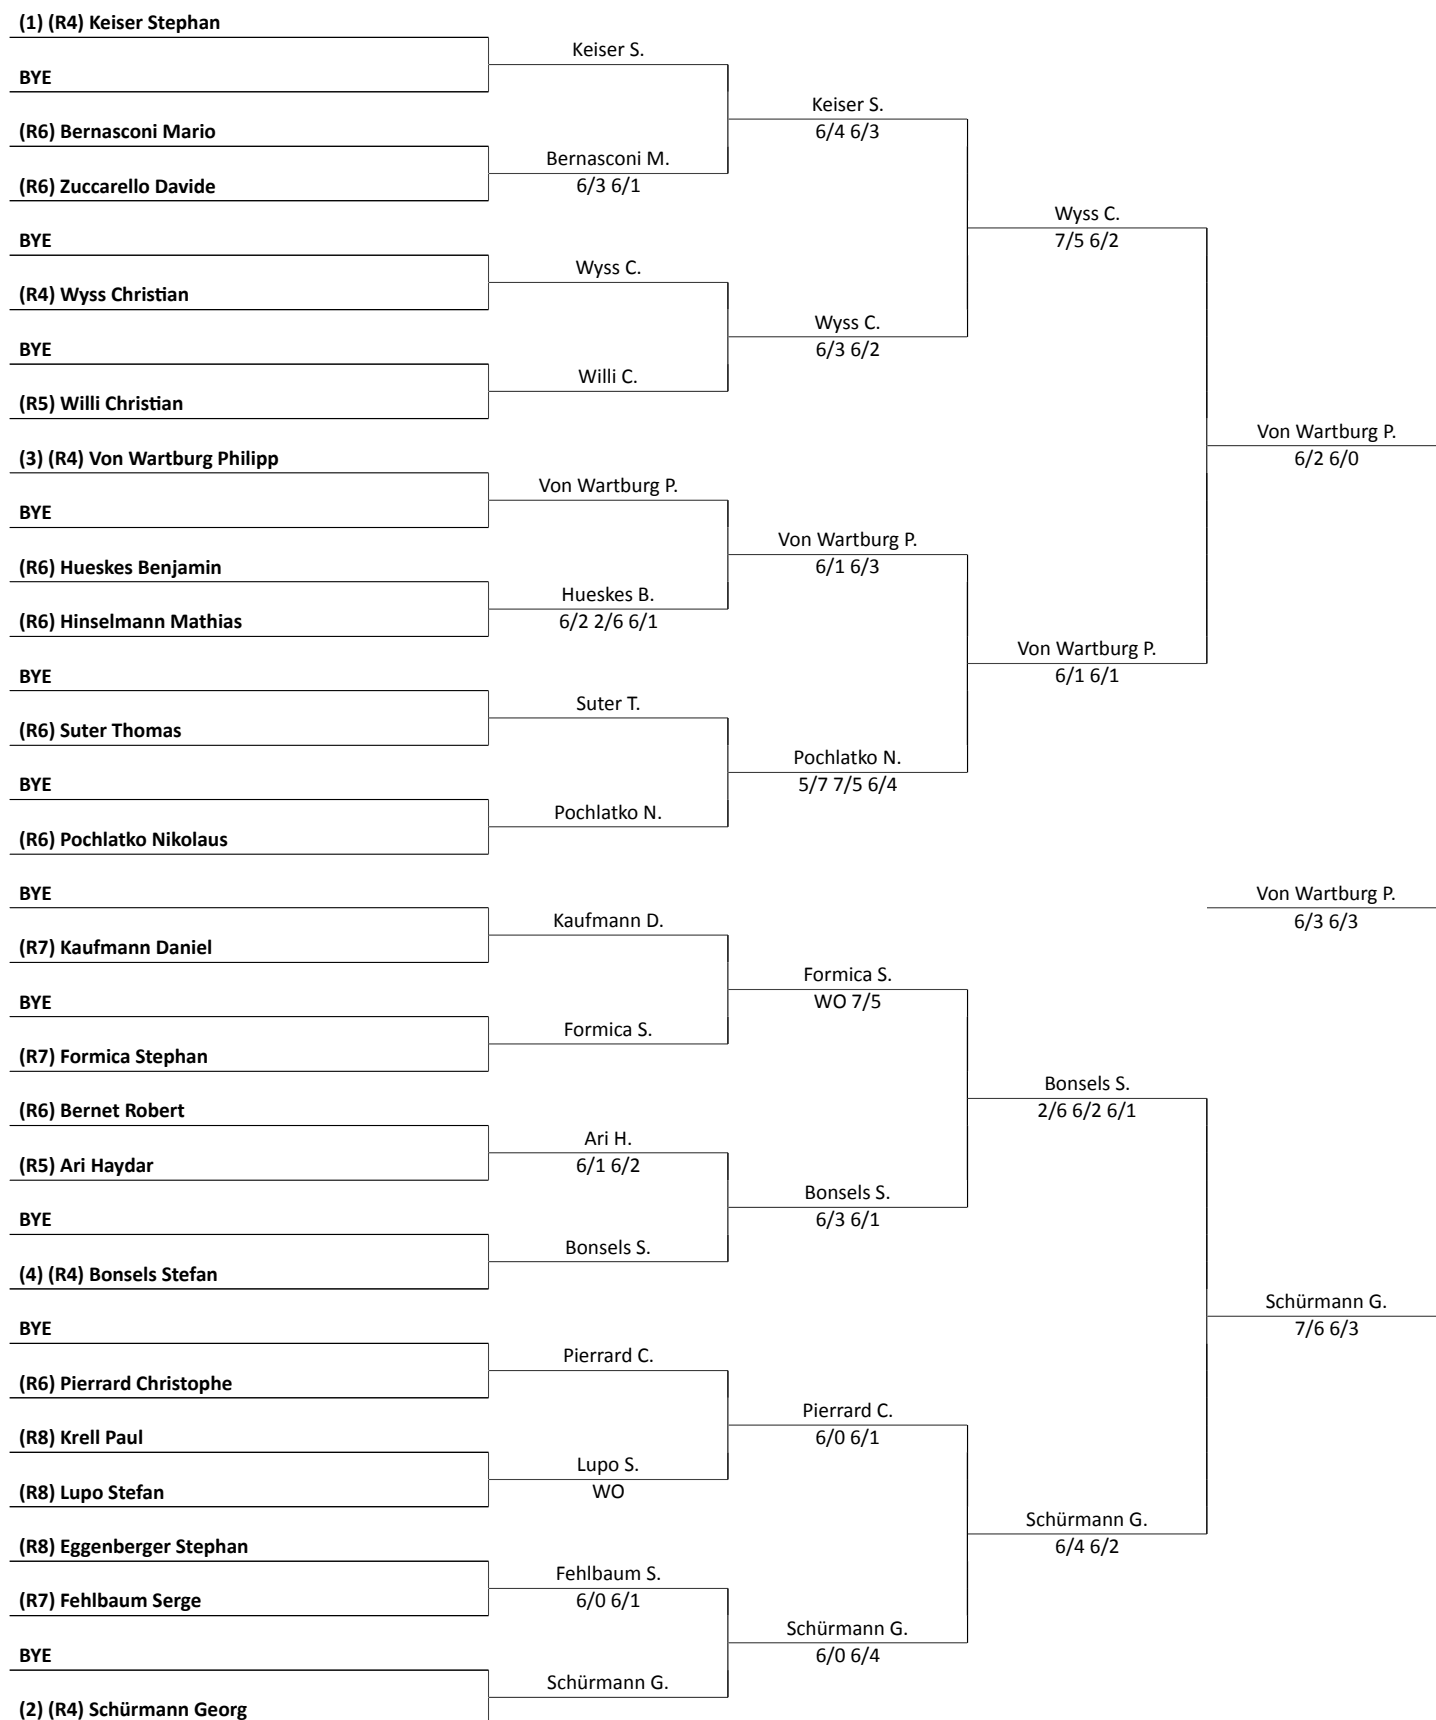 (1) (R4) Keiser Stephan
BYE
(R6) Bernasconi Mario
(R6) Zuccarello Davide
BYE
(R4) Wyss Christian
BYE
(R5) Willi Christian
(3) (R4) Von Wartburg Philipp
BYE
(R6) Hueskes Benjamin
(R6) Hinselmann Mathias
BYE
(R6) Suter Thomas
BYE
(R6) Pochlatko Nikolaus
BYE
(R7) Kaufmann Daniel
BYE
(R7) Formica Stephan
(R6) Bernet Robert
(R5) Ari Haydar
BYE
(4) (R4) Bonsels Stefan
BYE
(R6) Pierrard Christophe
(R8) Krell Paul
(R8) Lupo Stefan
(R8) Eggenberger Stephan
(R7) Fehlbaum Serge
BYE
(2) (R4) Schürmann Georg
Keiser S.
Bernasconi M.
6/3 6/1
Wyss C.
Willi C.
Von Wartburg P.
Hueskes B.
6/2 2/6 6/1
Suter T.
Pochlatko N.
Kaufmann D.
Formica S.
Ari H.
6/1 6/2
Bonsels S.
Pierrard C.
Lupo S.
WO
Fehlbaum S.
6/0 6/1
Schürmann G.
Keiser S.
6/4 6/3
Wyss C.
6/3 6/2
Von Wartburg P.
6/1 6/3
Pochlatko N.
5/7 7/5 6/4
Formica S.
WO 7/5
Bonsels S.
6/3 6/1
Pierrard C.
6/0 6/1
Schürmann G.
6/0 6/4
Wyss C.
7/5 6/2
Von Wartburg P.
6/1 6/1
Bonsels S.
2/6 6/2 6/1
Schürmann G.
6/4 6/2
Von Wartburg P.
6/2 6/0
Von Wartburg P.
6/3 6/3
Schürmann G.
7/6 6/3